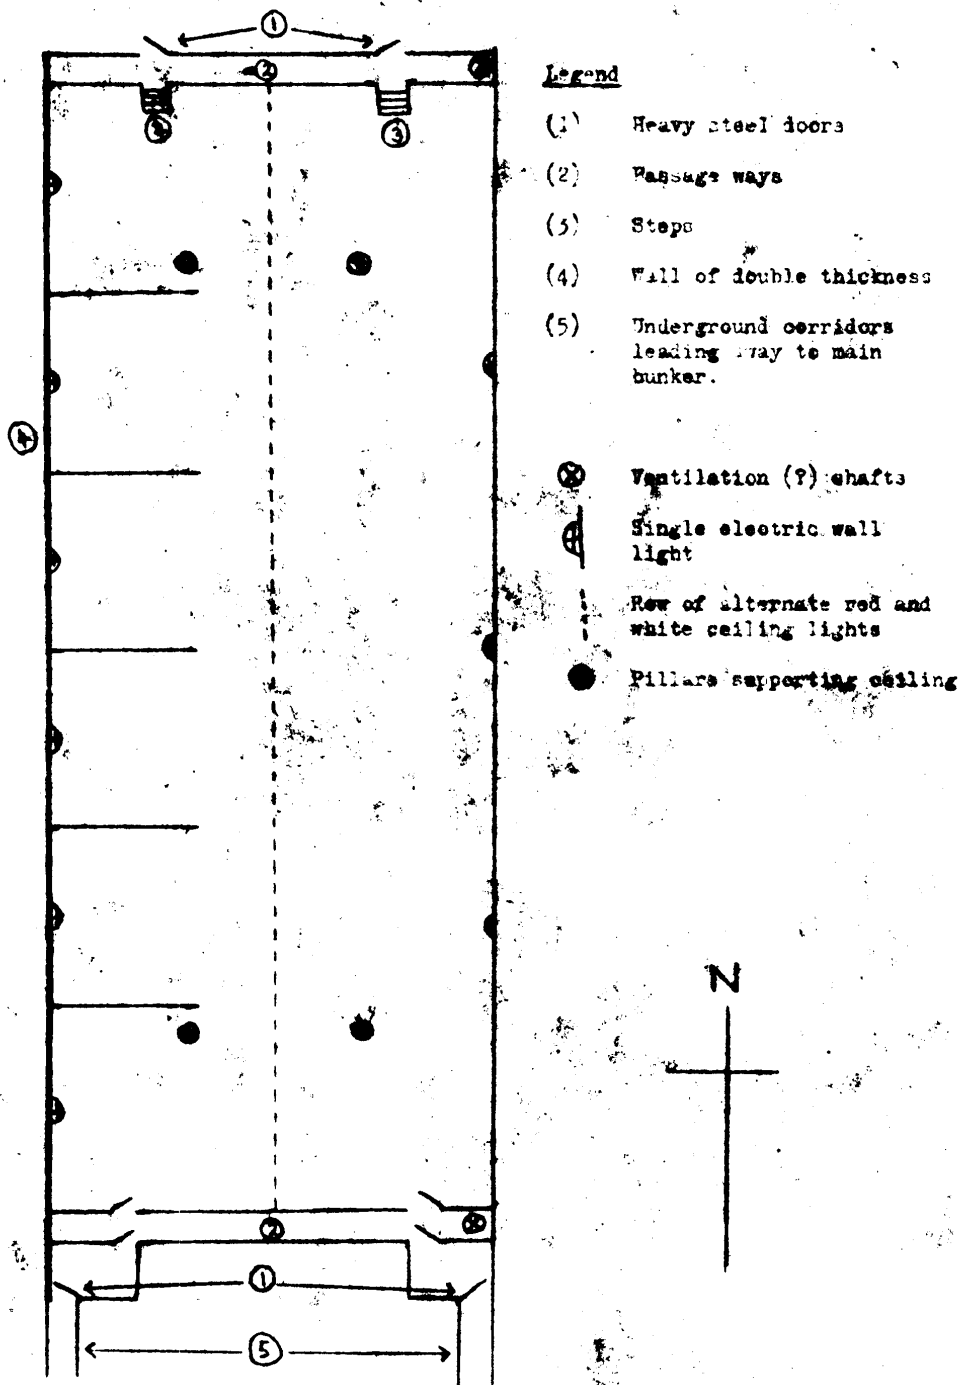 ①
②
③
③
④
②
①
⑤
Legend
(1) Heavy steel doors
(2) Passage ways
(3) Steps
(4) Wall of double thickness
(5) Underground corridors
leading away to main
bunker.
Ventilation (?) shafts
Single electric wall
light
Row of alternate red and
white ceiling lights
Pillars supporting ceiling
N